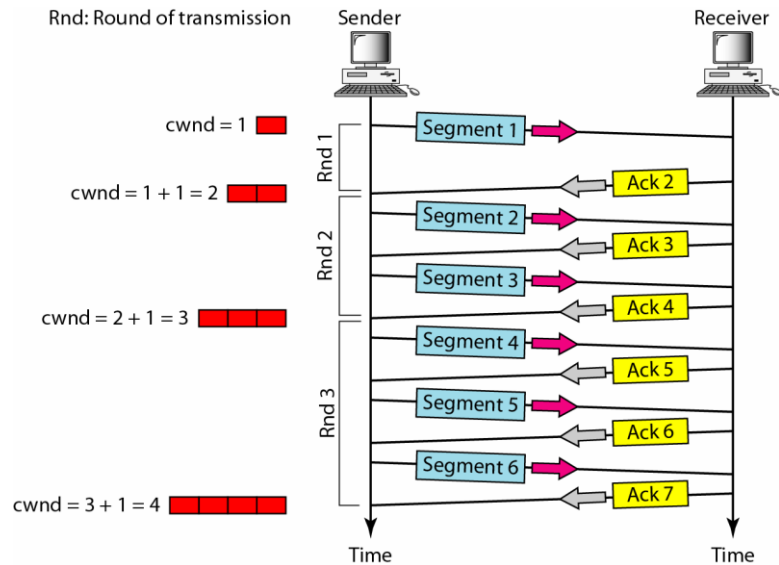 Rnd: Round of transmission
Sender
Receiver
cwnd = 1
Rnd 1
Segment 1
Ack 2
cwnd = 1 + 1 = 2
Rnd 2
Segment 2
Ack 3
Segment 3
Ack 4
cwnd = 2 + 1 = 3
Rnd 3
Segment 4
Ack 5
Segment 5
Ack 6
Segment 6
Ack 7
cwnd = 3 + 1 = 4
Time
Time